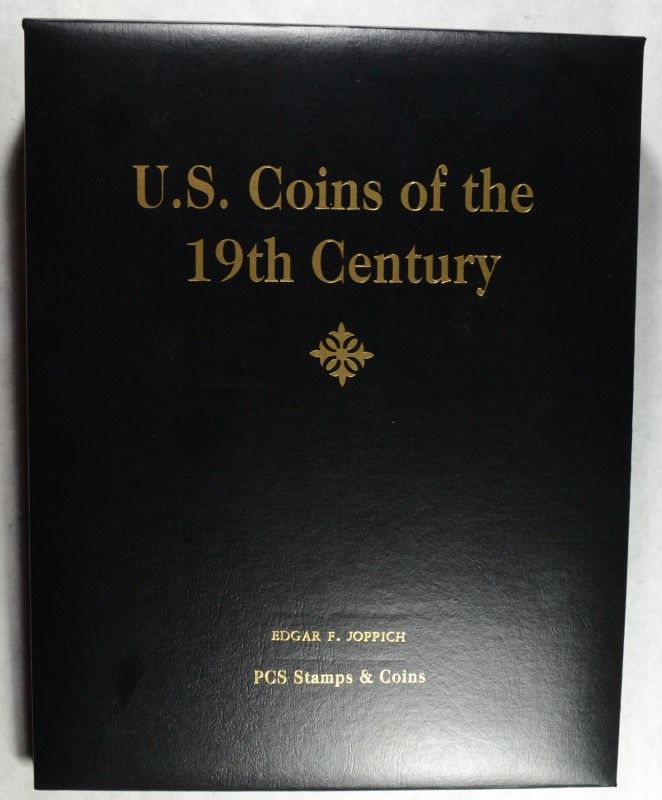 U.S. Coins of the
19th Century
EDGAR F. JOPPICH
PCS Stamps & Coins